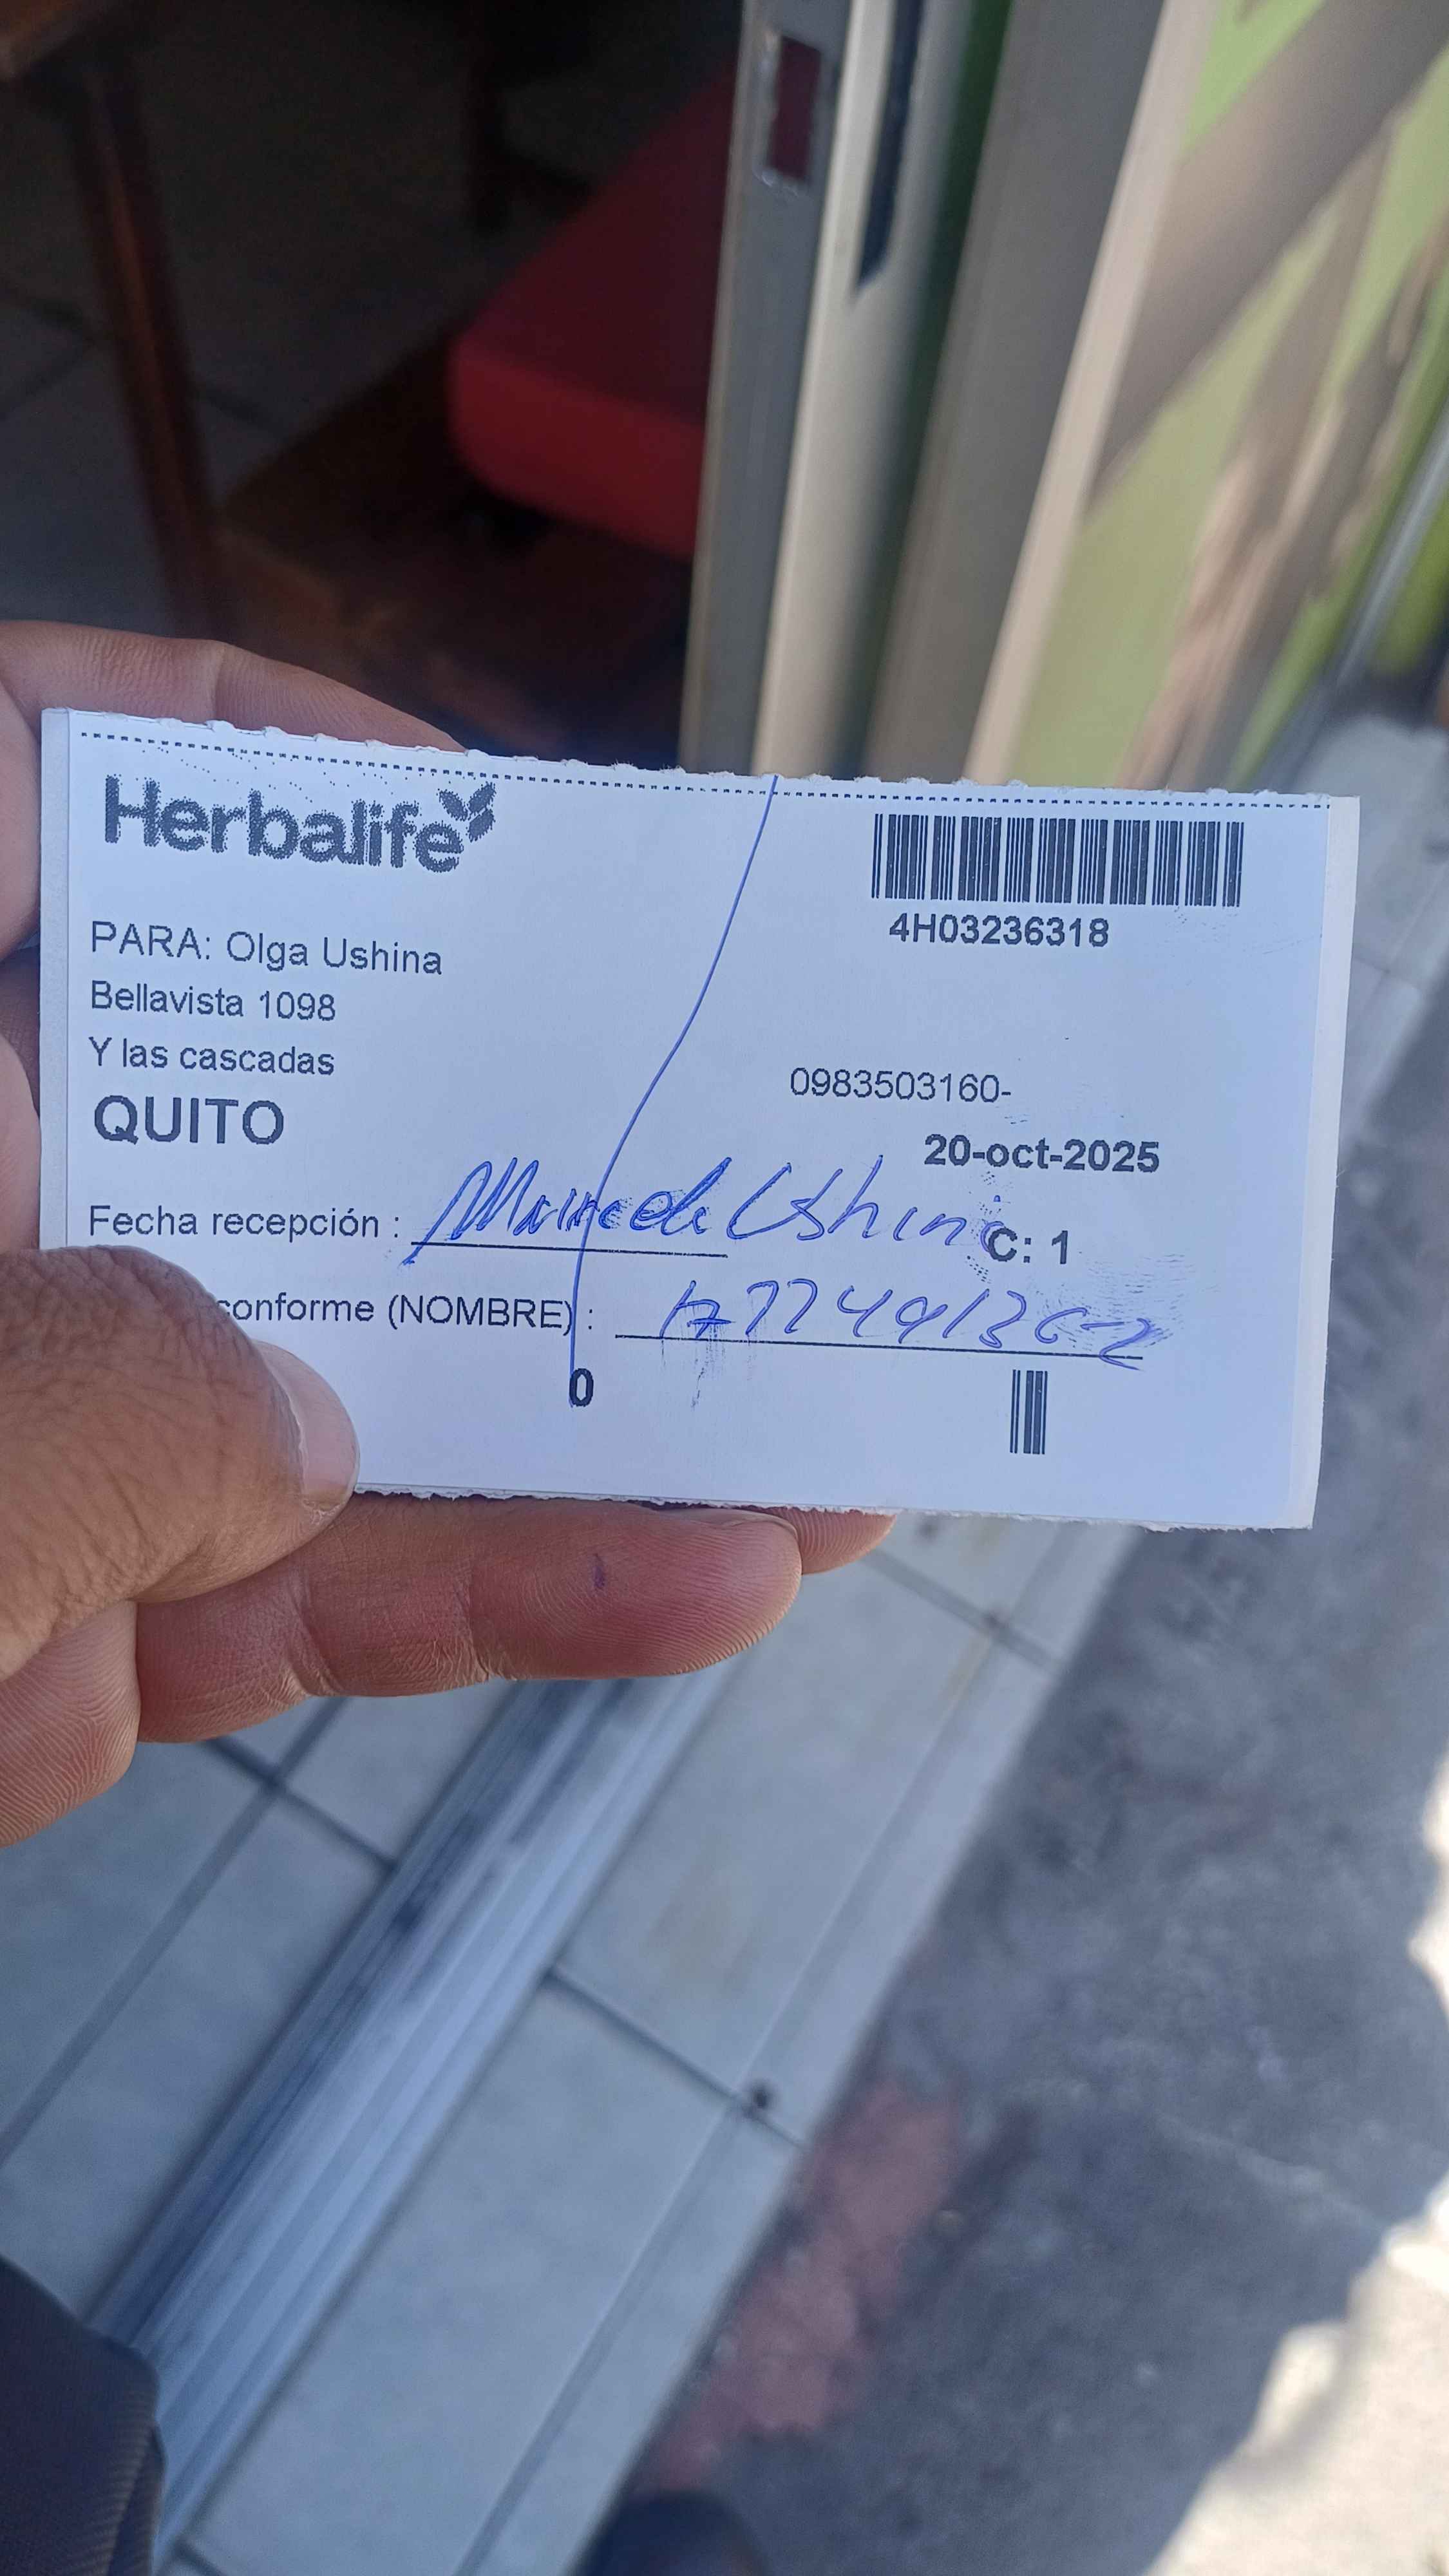 Herbalife
4H03236318
PARA: Olga Ushina
Bellavista 1098
Y las cascadas
QUITO
0983503160-
20-oct-2025
Fecha recepción : Ushina
C: 1
conforme (NOMBRE) :
0